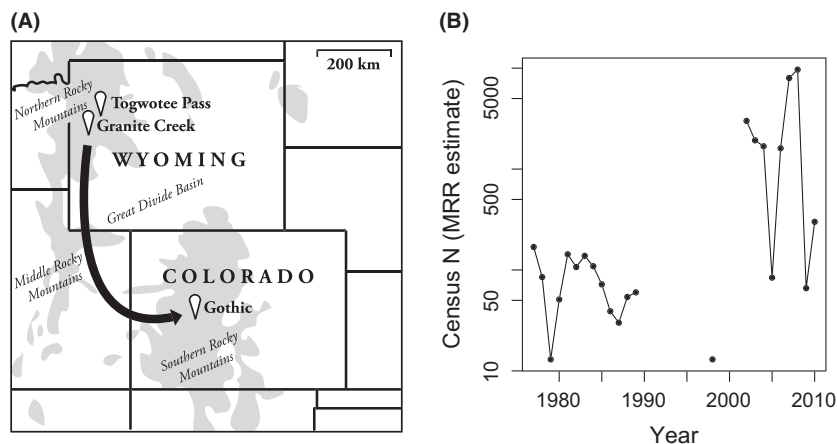 (A)
200 km
Northern Rocky
Mountains
Togwotee Pass
Granite Creek
WYOMING
Great Divide Basin
Middle Rocky
Mountains
COLORADO
Gothic
Southern Rocky
Mountains
(B)
Census N (MRR estimate)
5000
500
50
10
1980
1990
2000
2010
Year